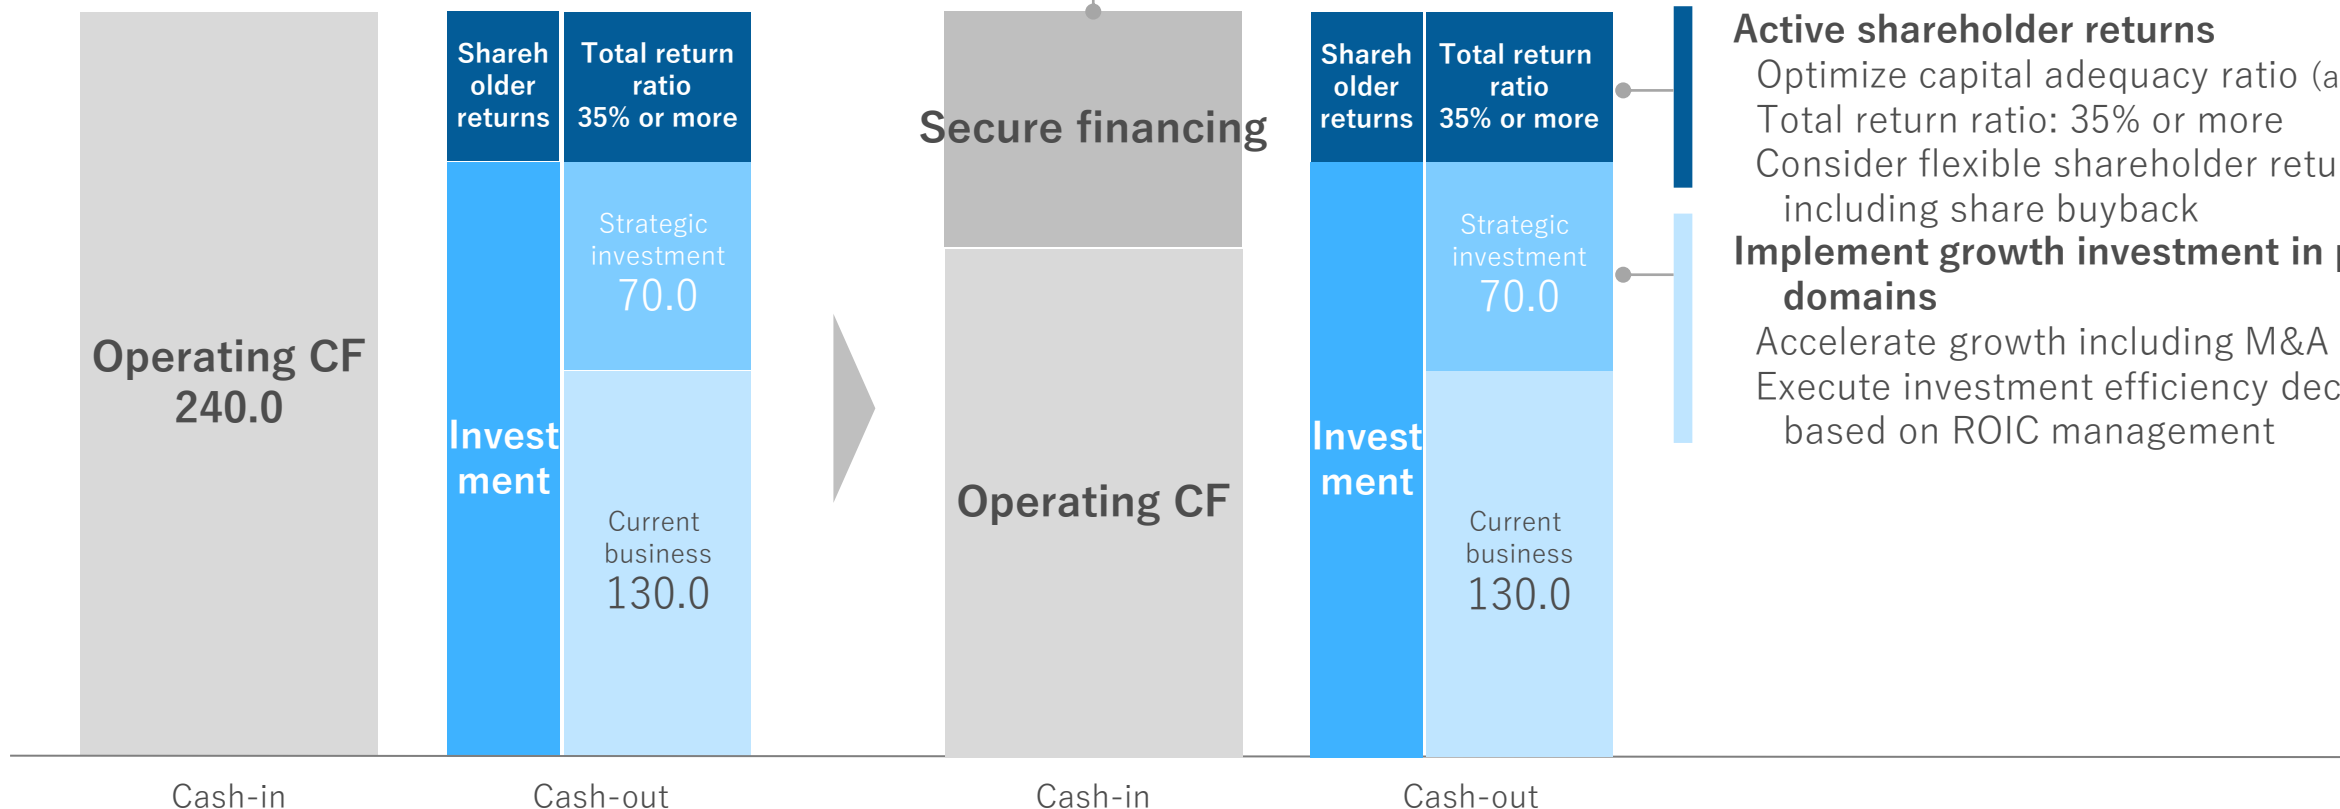 Shareh
older
returns
Total return
ratio
35% or more
Strategic
investment
70.0
Operating CF
240.0
Invest
ment
Current
business
130.0
Cash-in
Cash-out
Secure financing
Operating CF
Shareh
older
returns
Total return
ratio
35% or more
Strategic
investment
70.0
Invest
ment
Current
business
130.0
Cash-in
Cash-out
Active shareholder returns
Optimize capital adequacy ratio
Total return ratio: 35% or more
Consider flexible shareholder
including share buyback
Implement growth investment in
domains
Accelerate growth including M&A
Execute investment efficiency
based on ROIC management